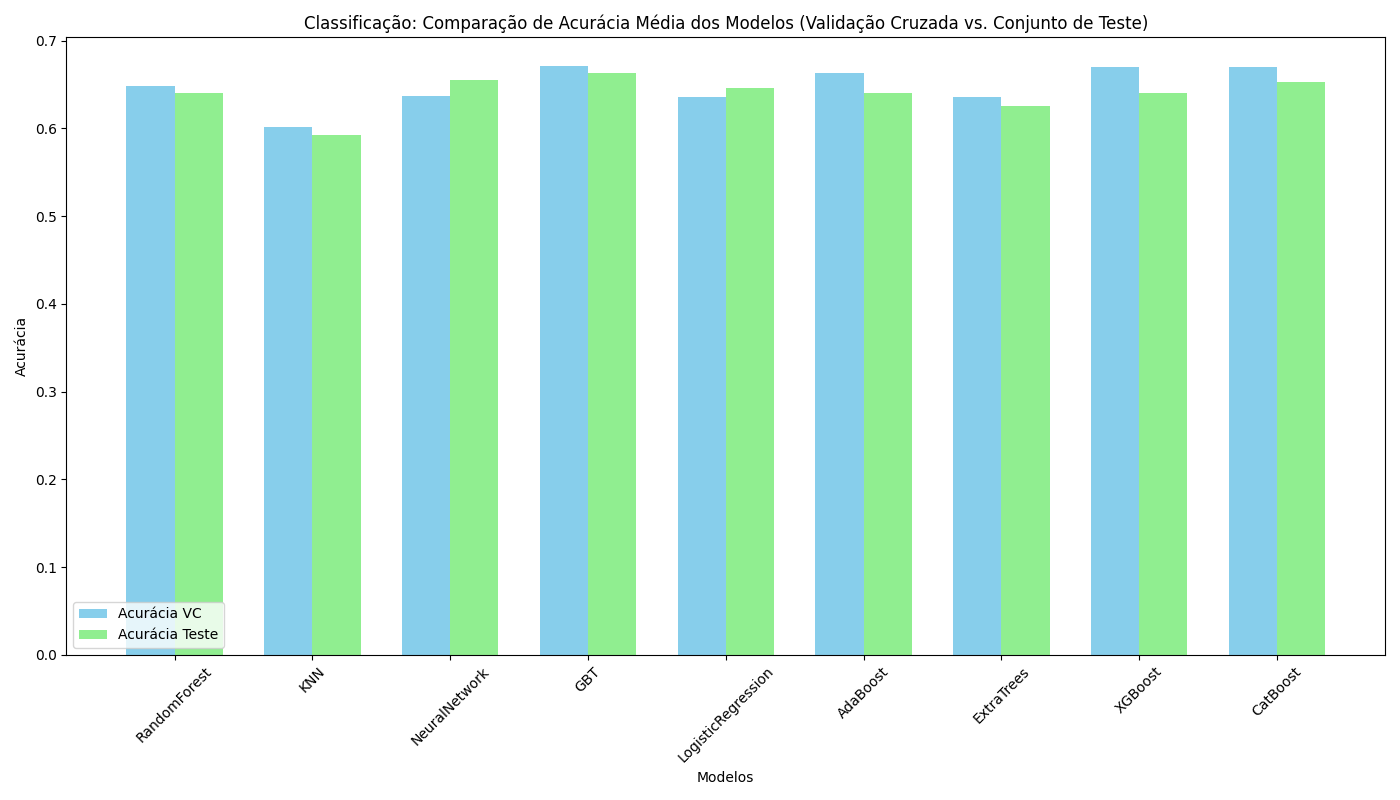 Classificação: Comparação de Acurácia Média dos Modelos (Validação Cruzada vs. Conjunto de Teste)
0.7
0.6
0.5
0.4
0.3
0.2
0.1
0.0
Acurácia
Acurácia VC
Acurácia Teste
RandomForest
KNN
NeuralNetwork
GBT
LogisticRegression
AdaBoost
ExtraTrees
XGBoost
CatBoost
Modelos